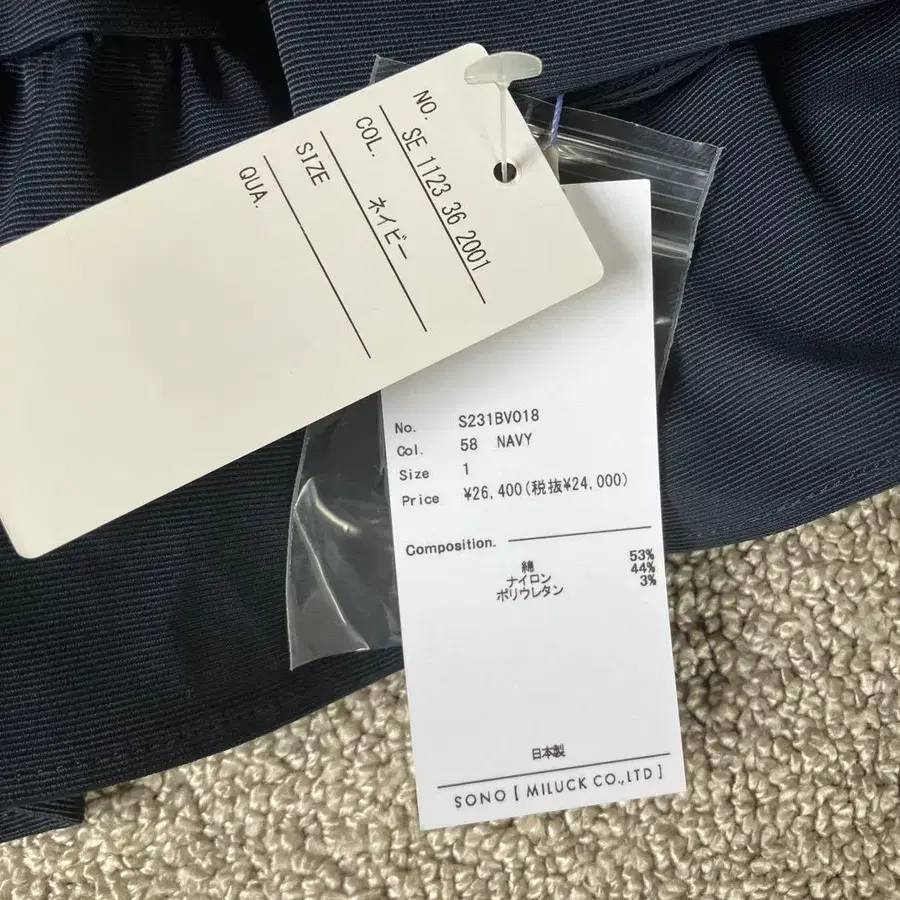 NO. SE 1123 36 2001
COL. ネイビー
SIZE
QUA.
No. S231BV018
Col. 58 NAVY
Size 1
Price ¥26,400(税抜¥24,000)
Composition.
綿 53%
ナイロン 44%
ポリウレタン 3%
日本製
SONO [ MILUCK CO.,LTD ]